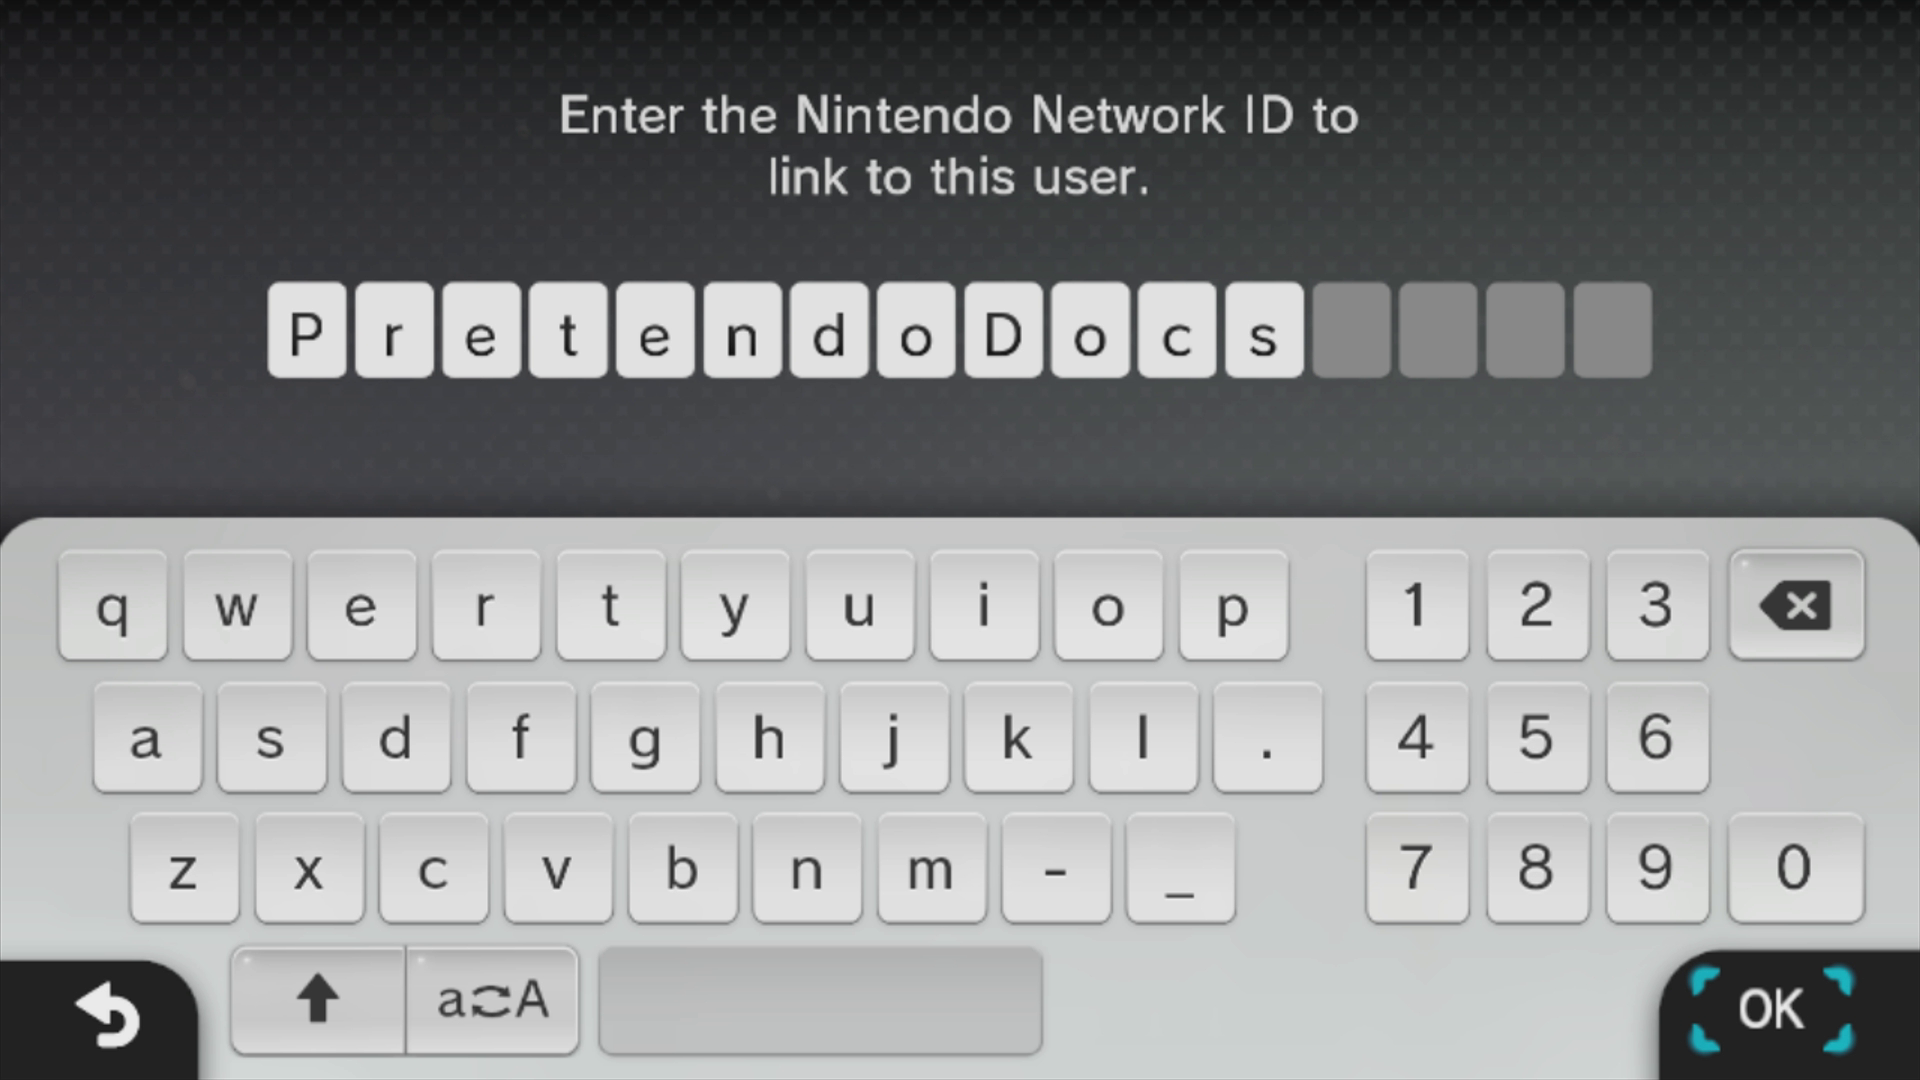 Enter the Nintendo Network ID to
link to this user.
PretendoDocs
q w e r t y u i o p 1 2 3
a s d f g h j k l . 4 5 6
z x c v b n m - _ 7 8 9 0
a⇄A OK